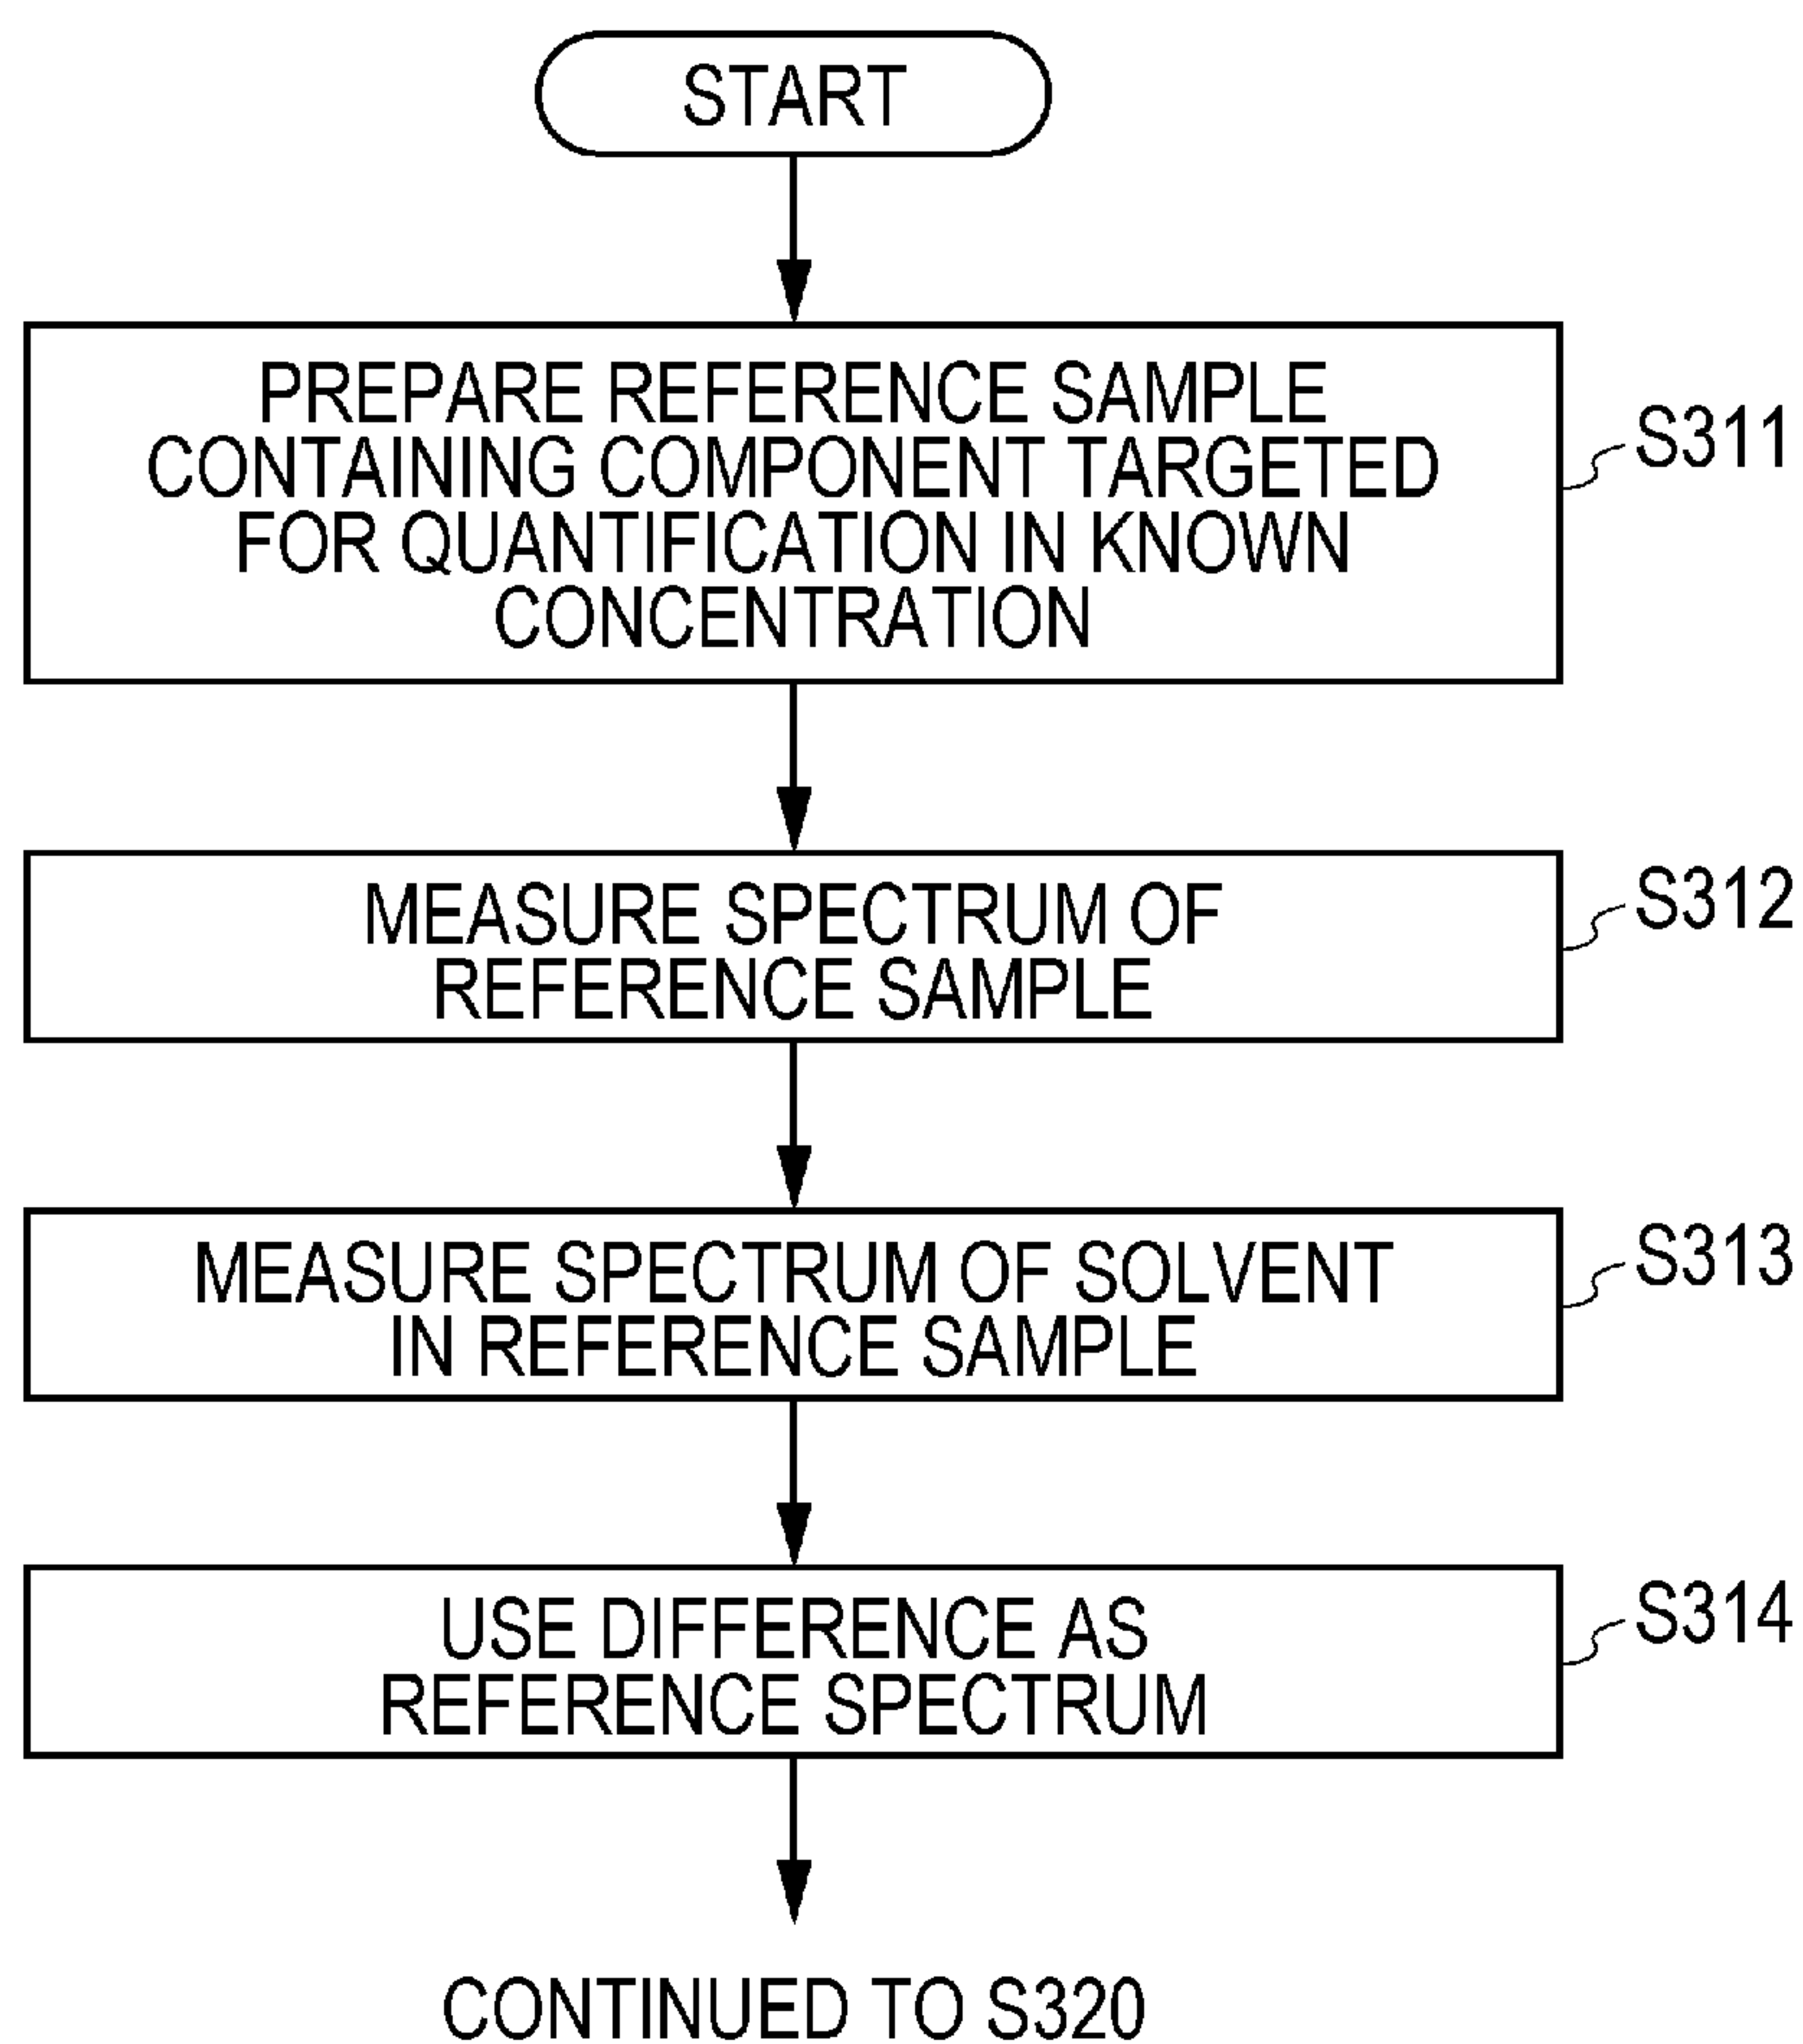 START
PREPARE REFERENCE SAMPLE
CONTAINING COMPONENT TARGETED
FOR QUANTIFICATION IN KNOWN
CONCENTRATION
S311
MEASURE SPECTRUM OF
REFERENCE SAMPLE
S312
MEASURE SPECTRUM OF SOLVENT
IN REFERENCE SAMPLE
S313
USE DIFFERENCE AS
REFERENCE SPECTRUM
S314
CONTINUED TO S320